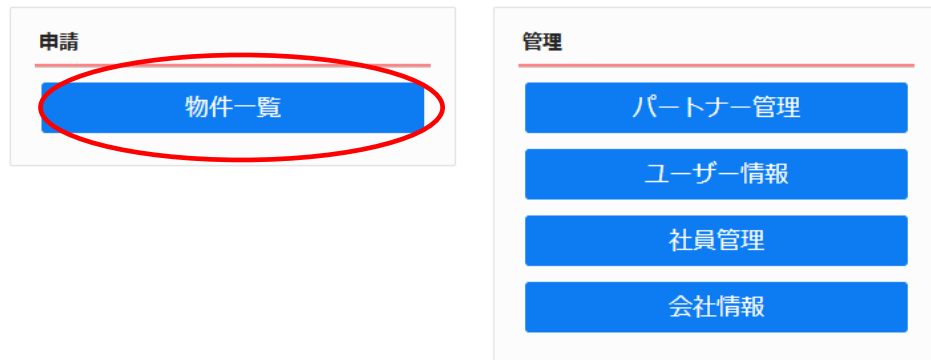 申請
物件一覧
管理
パートナー管理
ユーザー情報
社員管理
会社情報